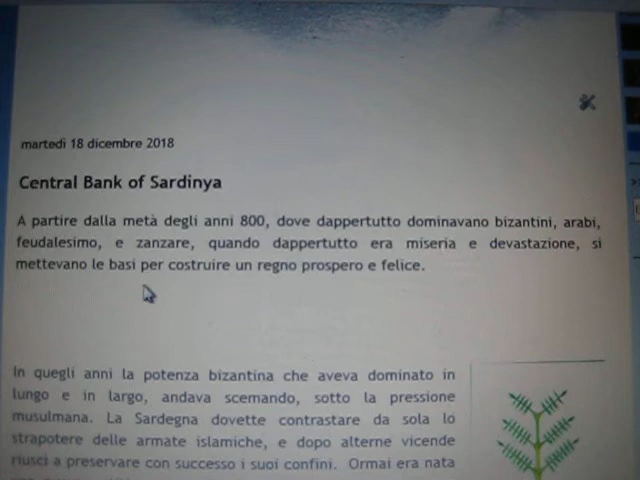 martedì 18 dicembre 2018
Central Bank of Sardinya
A partire dalla metà degli anni 800, dove dappertutto dominavano bizantini, arabi,
feudalesimo, e zanzare, quando dappertutto era miseria e devastazione, si
mettevano le basi per costruire un regno prospero e felice.
In quegli anni la potenza bizantina che aveva dominato in
lungo e in largo, andava scemando, sotto la pressione
musulmana. La Sardegna dovette contrastare da sola lo
strapotere delle armate islamiche, e dopo alterne vicende
riuscì a preservare con successo i suoi confini. Ormai era nata